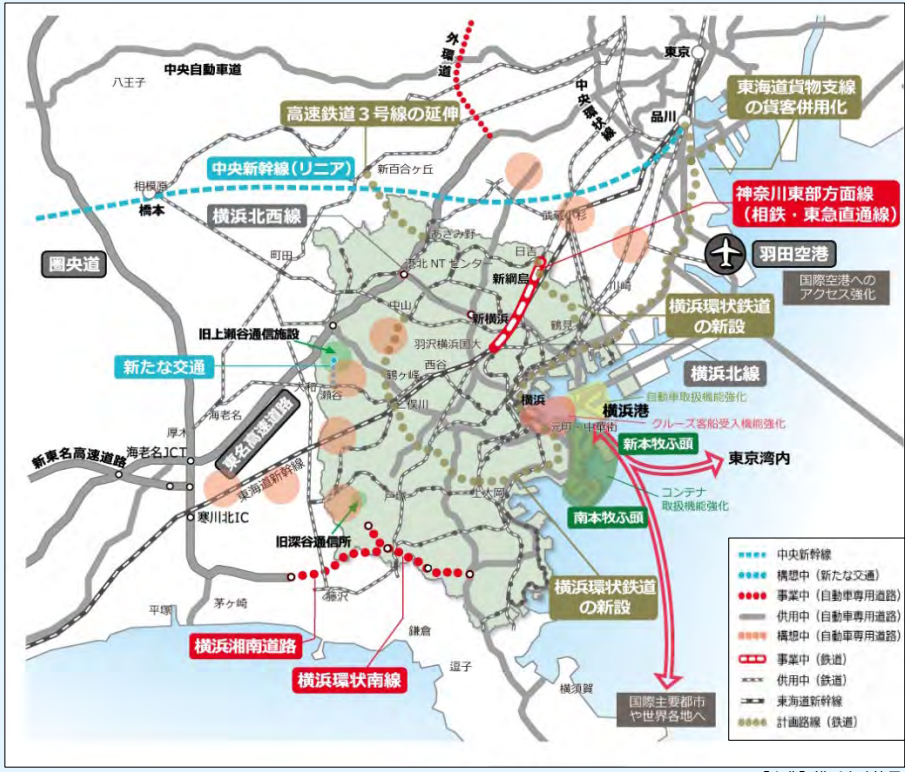 外環道
中央自動車道
八王子
東京
中央環状線
品川
東海道貨物支線
の貨客併用化
高速鉄道3号線の延伸
中央新幹線(リニア)
新百合ヶ丘
相模原
橋本
武蔵小杉
神奈川東部方面線
(相鉄・東急直通線)
横浜北西線
あざみ野
日吉
圏央道
町田
港北NTセンター
新綱島
川崎
羽田空港
国際空港への
アクセス強化
中山
新横浜
鶴見
横浜環状鉄道
の新設
旧上瀬谷通信施設
羽沢横浜国大
西谷
新たな交通
鶴ヶ峰
横浜北線
大和
瀬谷
二俣川
横浜
横浜港
自動車取扱機能強化
海老名
元町・中華街
クルーズ客船受入機能強化
厚木
東名高速道路
海老名JCT
新東名高速道路
新本牧ふ頭
東京湾内
東海道新幹線
戸塚
上大岡
コンテナ
取扱機能強化
寒川北IC
南本牧ふ頭
旧深谷通信所
横浜環状鉄道
の新設
藤沢
茅ヶ崎
平塚
横浜湘南道路
鎌倉
横浜環状南線
逗子
横須賀
国際主要都市
や世界各地へ
中央新幹線
構想中(新たな交通)
事業中(自動車専用道路)
供用中(自動車専用道路)
構想中(自動車専用道路)
事業中(鉄道)
供用中(鉄道)
東海道新幹線
計画路線(鉄道)